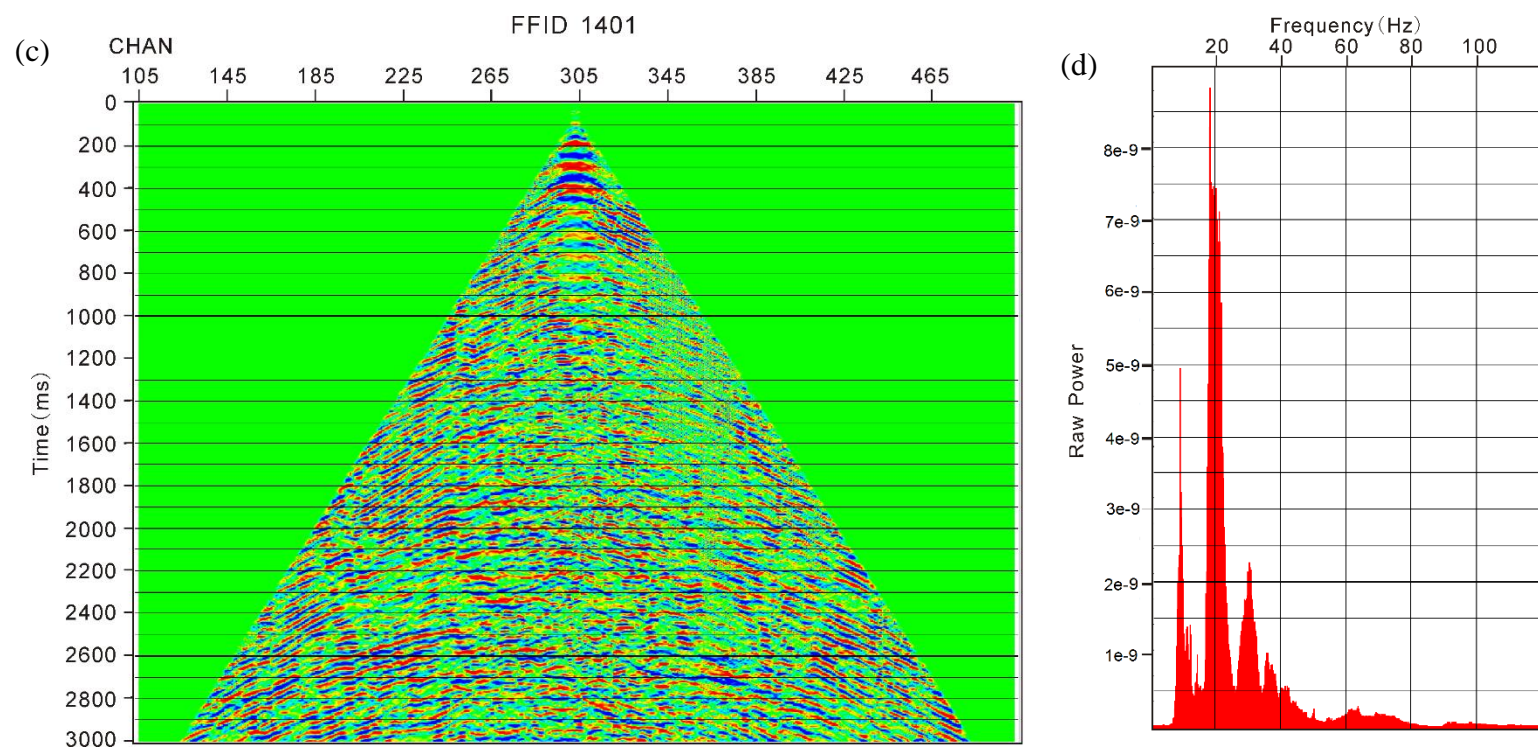 (c)
FFID 1401
CHAN
105 145 185 225 265 305 345 385 425 465
Time(ms)
0
200
400
600
800
1000
1200
1400
1600
1800
2000
2200
2400
2600
2800
3000
(d)
Frequency(Hz)
20 40 60 80 100
Raw Power
8e-9
7e-9
6e-9
5e-9
4e-9
3e-9
2e-9
1e-9